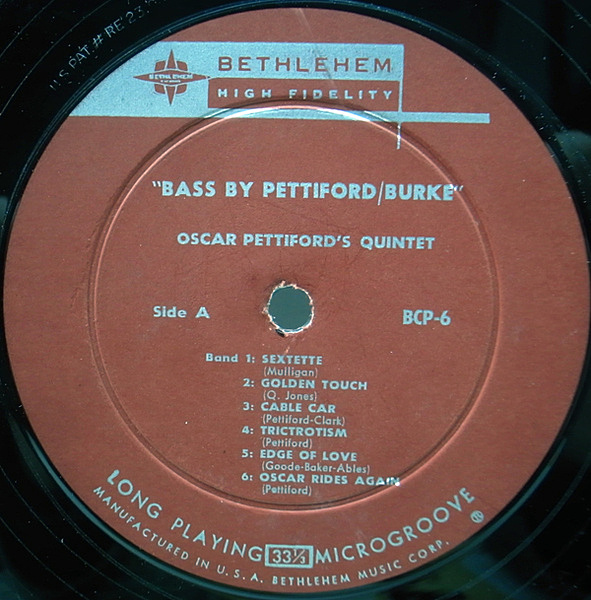 U.S. PAT. # RE 23
BETHLEHEM
BETHLEHEM
HIGH FIDELITY
"BASS BY PETTIFORD/BURKE"
OSCAR PETTIFORD'S QUINTET
Side A BCP-6
Band 1: SEXTETTE
(Mulligan)
2: GOLDEN TOUCH
(Q. Jones)
3: CABLE CAR
(Pettiford-Clark)
4: TRICTROTISM
(Pettiford)
5: EDGE OF LOVE
(Goode-Baker-Ables)
6: OSCAR RIDES AGAIN
(Pettiford)
LONG PLAYING 33⅓ MICROGROOVE
MANUFACTURED IN U.S.A. BETHLEHEM MUSIC CORP.